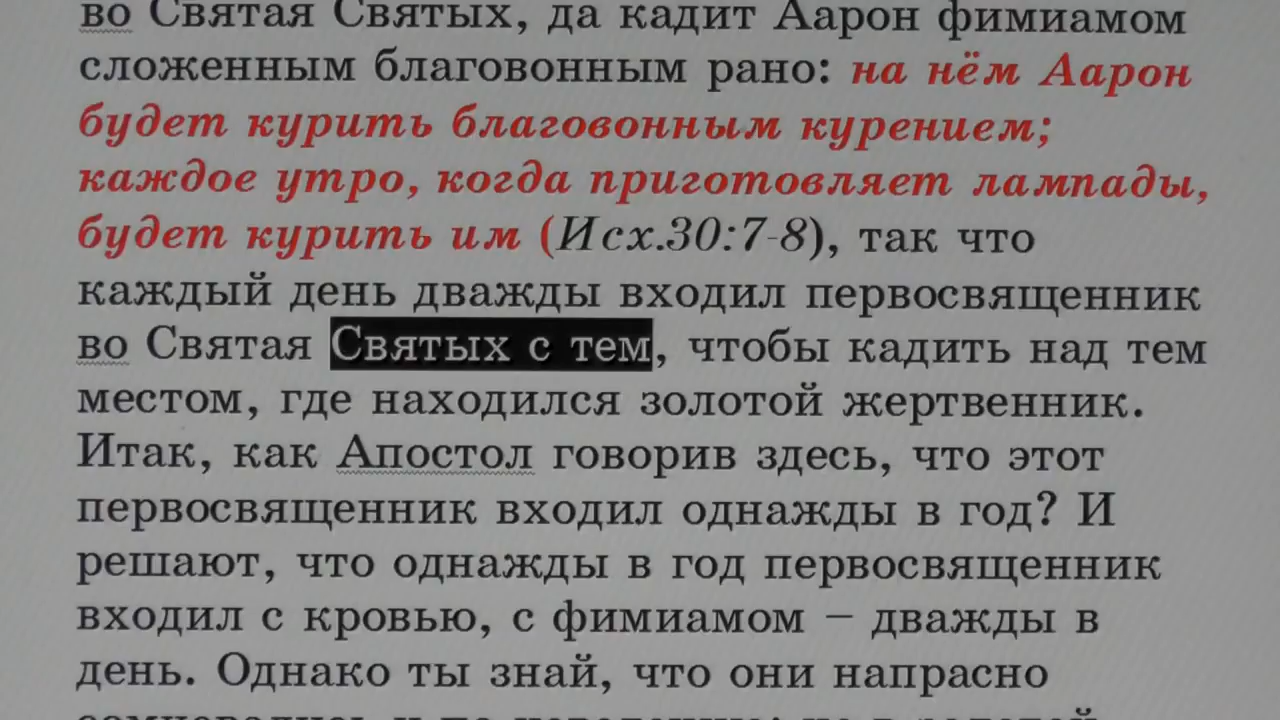 во Святая Святых, да кадит Аарон фимиамом
сложенным благовонным рано: на нём Аарон
будет курить благовонным курением;
каждое утро, когда приготовляет лампады,
будет курить им (Исх.30:7-8), так что
каждый день дважды входил первосвященник
во Святая Святых с тем, чтобы кадить над тем
местом, где находился золотой жертвенник.
Итак, как Апостол говорив здесь, что этот
первосвященник входил однажды в год? И
решают, что однажды в год первосвященник
входил с кровью, с фимиамом – дважды в
день. Однако ты знай, что они напрасно